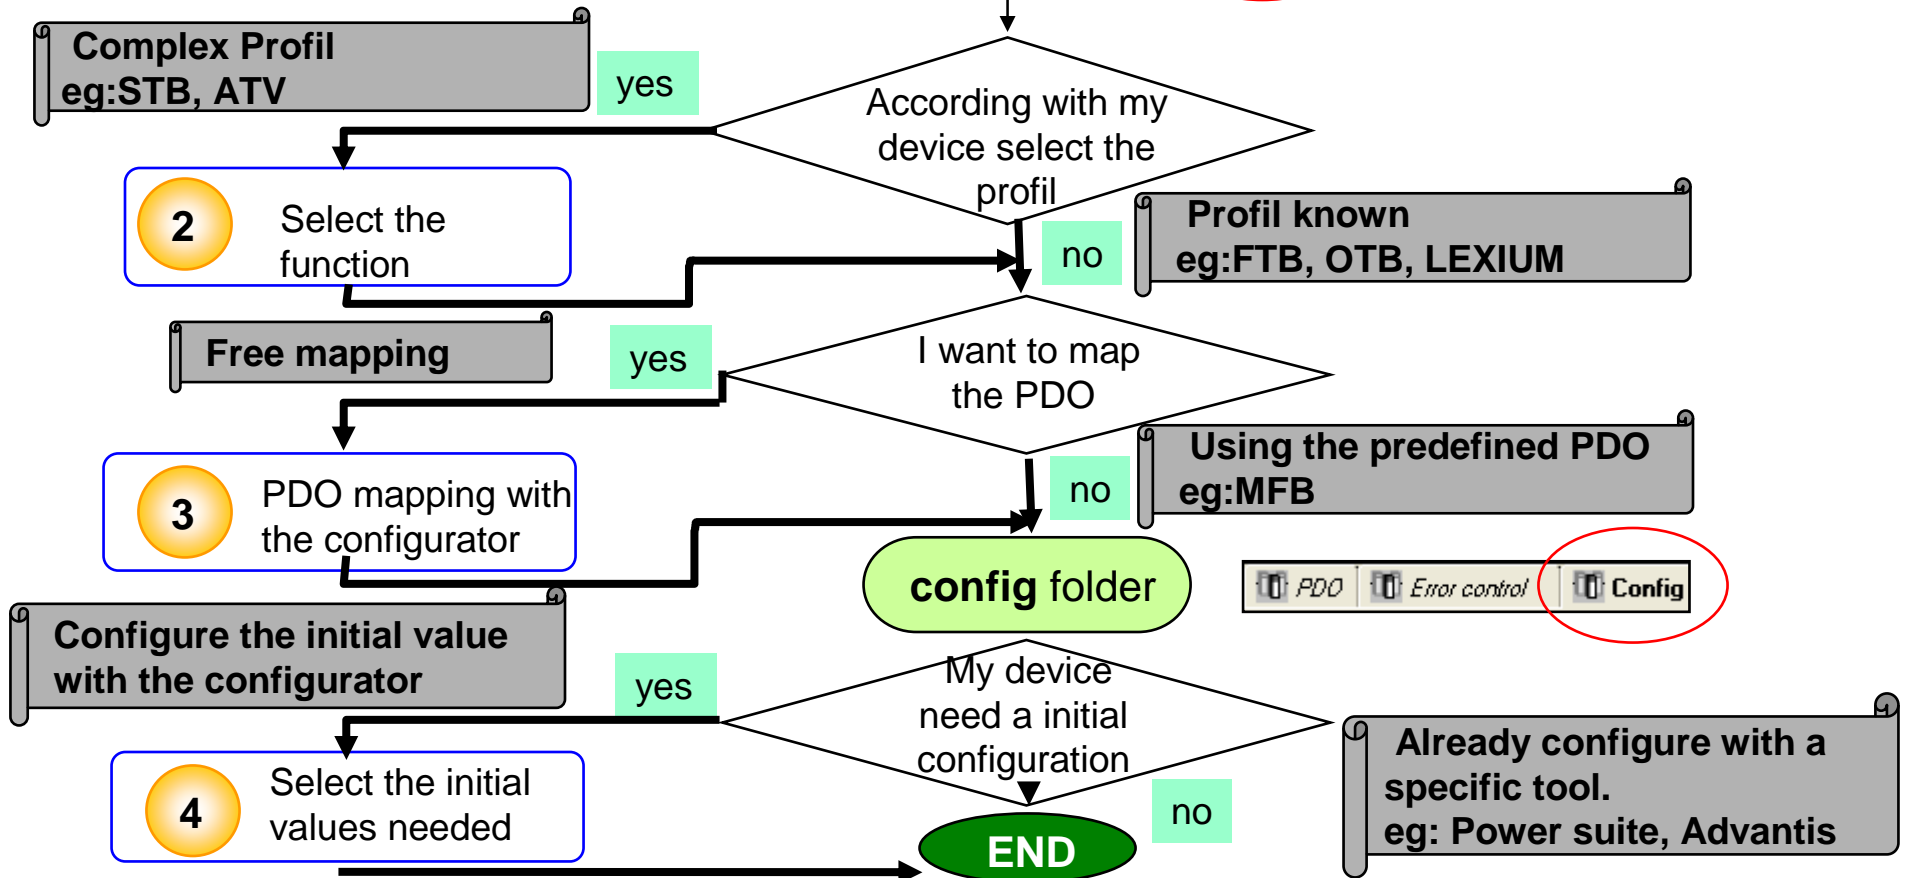 Complex Profil
eg:STB, ATV
yes
According with my
device select the
profil
2
Select the
function
no
Profil known
eg:FTB, OTB, LEXIUM
Free mapping
yes
I want to map
the PDO
3
PDO mapping with
the configurator
no
Using the predefined PDO
eg:MFB
config folder
PDO
Error control
Config
Configure the initial value
with the configurator
yes
My device
need a initial
configuration
4
Select the initial
values needed
no
Already configure with a
specific tool.
eg: Power suite, Advantis
END